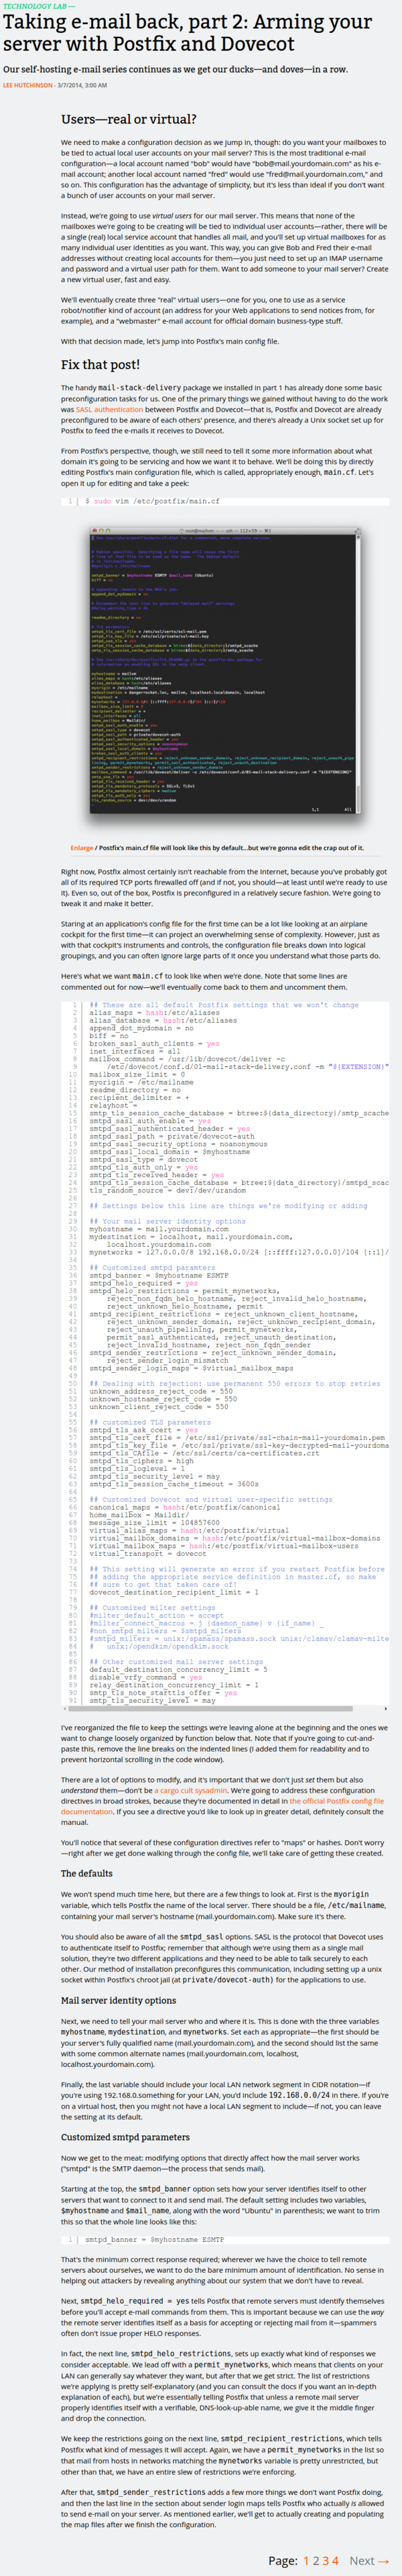 TECHNOLOGY LAB —
Taking e-mail back, part 2: Arming your
server with Postfix and Dovecot
Our self-hosting e-mail series continues as we get our ducks—and doves—in a row.
LEE HUTCHINSON - 3/7/2014, 3:00 AM
Users—real or virtual?
We need to make a configuration decision as we jump in, though: do you want your mailboxes to
be tied to actual local user accounts on your mail server? This is the most traditional e-mail
configuration—a local account named "bob" would have "bob@mail.yourdomain.com" as his e-
mail account; another local account named "fred" would use "fred@mail.yourdomain.com," and
so on. This configuration has the advantage of simplicity, but it's less than ideal if you don't want
a bunch of user accounts on your mail server.
Instead, we're going to use virtual users for our mail server. This means that none of the
mailboxes we're going to creating will be tied to individual user accounts—rather, there will be
a single (real) local service account that handles all mail, and you'll set up virtual mailboxes for as
many individual user identities as you want. This way, you can give Bob and Fred their e-mail
addresses without creating local accounts for them—you just need to set up an IMAP username
and password and a virtual user path for them. Want to add someone to your mail server? Create
a new virtual user, fast and easy.
We'll eventually create three "real" virtual users—one for you, one to use as a service
robot/notifier kind of account (an address for your Web applications to send notices from, for
example), and a "webmaster" e-mail account for official domain business-type stuff.
With that decision made, let's jump into Postfix's main config file.
Fix that post!
The handy mail-stack-delivery package we installed in part 1 has already done some basic
preconfiguration tasks for us. One of the primary things we gained without having to do the work
was SASL authentication between Postfix and Dovecot—that is, Postfix and Dovecot are already
preconfigured to be aware of each others' presence, and there's already a Unix socket set up for
Postfix to feed the e-mails it receives to Dovecot.
From Postfix's perspective, though, we still need to tell it some more information for about what
domain it's going to be servicing and how we want it to behave. We'll be doing this by directly
editing Postfix's main configuration file, which is called, appropriately enough, main.cf. Let's
open it up for editing and take a peek:
1 $ sudo vim /etc/postfix/main.cf
Enlarge / Postfix's main.cf file will look like this by default...but we're gonna edit the crap out of it.
Right now, Postfix almost certainly isn't reachable from the Internet, because you've probably got
all of its required TCP ports firewalled off (and if not, you should—at least until we're ready to use
it). Even so, out of the box, Postfix is preconfigured in a relatively secure fashion. We're going to
tweak it and make it better.
Staring at an application's config file for the first time can be a lot like looking at an airplane
cockpit for the first time—it can project an overwhelming sense of complexity. However, just as
with that cockpit's instruments and controls, the configuration file breaks down into logical
groupings, and you can often ignore large parts of it once you understand what those parts do.
Here's what we want main.cf to look like when we're done. Note that some lines are
commented out for now—we'll eventually come back to them and uncomment them.
1 ## These are all default Postfix settings that we won't change
2 alias_maps = hash:/etc/aliases
3 alias_database = hash:/etc/aliases
4 append_dot_mydomain = no
5 biff = no
6 broken_sasl_auth_clients = yes
7 inet_interfaces = all
8 mailbox_command = /usr/lib/dovecot/deliver -c
9 /etc/dovecot/conf.d/01-mail-stack-delivery.conf -m "${EXTENSION}"
10 mailbox_size_limit = 0
11 myorigin = /etc/mailname
12 readme_directory = no
13 recipient_delimiter = +
14 relayhost =
15 smtp_tls_session_cache_database = btree:${data_directory}/smtp_scache
16 smtpd_sasl_auth_enable = yes
17 smtpd_sasl_authenticated_header = yes
18 smtpd_sasl_path = private/dovecot-auth
19 smtpd_sasl_security_options = noanonymous
20 smtpd_sasl_local_domain = $myhostname
21 smtpd_sasl_type = dovecot
22 smtpd_tls_auth_only = yes
23 smtpd_tls_received_header = yes
24 smtpd_tls_session_cache_database = btree:${data_directory}/smtpd_scac
25 tls_random_source = dev:/dev/urandom
26
27 ## Settings below this line are things we're modifying or adding
28
29 ## Your mail server identity options
30 myhostname = mail.yourdomain.com
31 mydestination = localhost, mail.yourdomain.com,
32 localhost.yourdomain.com
33 mynetworks = 127.0.0.0/8 192.168.0.0/24 [::ffff:127.0.0.0]/104 [::1]/
34
35 ## Customized smtpd paramters
36 smtpd_banner = $myhostname ESMTP
37 smtpd_helo_required = yes
38 smtpd_helo_restrictions = permit_mynetworks,
39 reject_non_fqdn_helo_hostname, reject_invalid_helo_hostname,
40 reject_unknown_helo_hostname, permit
41 smtpd_recipient_restrictions = reject_unknown_client_hostname,
42 reject_unknown_sender_domain, reject_unknown_recipient_domain,
43 reject_unauth_pipelining, permit_mynetworks,
44 permit_sasl_authenticated, reject_unauth_destination,
45 reject_invalid_hostname, reject_non_fqdn_sender
46 smtpd_sender_restrictions = reject_unknown_sender_domain,
47 reject_sender_login_mismatch
48 smtpd_sender_login_maps = $virtual_mailbox_maps
49
50 ## Dealing with rejection: use permanent 550 errors to stop retries
51 unknown_address_reject_code = 550
52 unknown_hostname_reject_code = 550
53 unknown_client_reject_code = 550
54
55 ## customized TLS parameters
56 smtpd_tls_ask_ccert = yes
57 smtpd_tls_cert_file = /etc/ssl/private/ssl-chain-mail-yourdomain.pem
58 smtpd_tls_key_file = /etc/ssl/private/ssl-key-decrypted-mail-yourdoma
59 smtpd_tls_CAfile = /etc/ssl/certs/ca-certificates.crt
60 smtpd_tls_ciphers = high
61 smtpd_tls_loglevel = 1
62 smtpd_tls_security_level = may
63 smtpd_tls_session_cache_timeout = 3600s
64
65 ## Customized Dovecot and virtual user-specific settings
66 canonical_maps = hash:/etc/postfix/canonical
67 home_mailbox = Maildir/
68 message_size_limit = 104857600
69 virtual_alias_maps = hash:/etc/postfix/virtual
70 virtual_mailbox_domains = hash:/etc/postfix/virtual-mailbox-domains
71 virtual_mailbox_maps = hash:/etc/postfix/virtual-mailbox-users
72 virtual_transport = dovecot
73
74 ## This setting will generate an error if you restart Postfix before
75 ## adding the appropriate service definition in master.cf, so make
76 ## sure to get that taken care of!
77 dovecot_destination_recipient_limit = 1
78
79 ## Customized milter settings
80 #milter_default_action = accept
81 #milter_connect_macros = j {daemon_name} v {if_name} _
82 #non_smtpd_milters = $smtpd_milters
83 #smtpd_milters = unix:/spamass/spamass.sock unix:/clamav/clamav-milte
84 # unix:/opendkim/opendkim.sock
85
86 ## Other customized mail server settings
87 default_destination_concurrency_limit = 5
88 disable_vrfy_command = yes
89 relay_destination_concurrency_limit = 1
90 smtp_tls_note_starttls_offer = yes
91 smtp_tls_security_level = may
I've reorganized the file to keep the settings we're leaving alone at the beginning and the ones we
want to change loosely organized by function below that. Note that if you're going to cut-and-
paste this, remove the line breaks on the indented lines (I added them for readability and to
prevent horizontal scrolling in the code window).
There are a lot of options to modify, and it's important that we don't just set them but also
understand them—don't be a cargo cult sysadmin. We're going to address these configuration
directives in broad strokes, because they're documented in detail in the official Postfix config file
documentation. If you see a directive you'd like to look up in greater detail, definitely consult the
manual.
You'll notice that several of these configuration directives refer to "maps" or hashes. Don't worry
—right after we get done walking through the config file, we'll take care of getting these created.
The defaults
We won't spend much time here, but there are a few things to look at. First is the myorigin
variable, which tells Postfix the name of the local server. There should be a file, /etc/mailname,
containing your mail server's hostname (mail.yourdomain.com). Make sure it's there.
You should also be aware of all the smtpd_sasl options. SASL is the protocol that Dovecot uses
to authenticate itself to Postfix; remember that although we're using them as a single mail
solution, they're two different applications and they need to be able to talk securely to each
other. Our method of installation preconfigures this communication, including setting up a unix
socket within Postfix's chroot jail (at private/dovecot-auth) for the applications to use.
Mail server identity options
Next, we need to tell your mail server who and where it is. This is done with the three variables
myhostname, mydestination, and mynetworks. Set each as appropriate—the first should be
your server's fully qualified name (mail.yourdomain.com), and the second should list the same
with some common alternate names (mail.yourdomain.com, localhost,
localhost.yourdomain.com).
Finally, the last variable should include your local LAN network segment in CIDR notation—if
you're using 192.168.0.something for your LAN, you'd include 192.168.0.0/24 in there. If you're
on a virtual host, then you might not have a local LAN segment to include—if not, you can leave
the setting at its default.
Customized smtpd parameters
Now we get to the meat: modifying options that directly affect how the mail server works
("smtpd" is the SMTP daemon—the process that sends mail).
Starting at the top, the smtpd_banner option sets how your server identifies itself to other
servers that want to connect to it and send mail. The default setting includes two variables,
$myhostname and $mail_name, along with the word "Ubuntu" in parenthesis; we want to trim
this so that the whole line looks like this:
1 smtpd_banner = $myhostname ESMTP
That's the minimum correct response required; wherever we have the choice to tell remote
servers about ourselves, we want to do the bare minimum amount of identification. No sense in
helping out attackers by revealing anything about our system that we don't have to reveal.
Next, smtpd_helo_required = yes tells Postfix that remote servers must identify themselves
before you'll accept e-mail commands from them. This is important because we can use the way
the remote server identifies itself as a basis for accepting or rejecting mail from it—spammers
often don't issue proper HELO responses.
In fact, the next line, smtpd_helo_restrictions, sets up exactly what kind of responses we
consider acceptable. We lead off with a permit_mynetworks, which means that clients on your
LAN can generally say whatever they want, but after that we get strict. The list of restrictions
we're applying is pretty self-explanatory (and you can consult the docs if you want an in-depth
explanation of each), but we're essentially telling Postfix that unless a remote mail server
properly identifies itself with a verifiable, DNS-look-up-able name, we give it the middle finger
and drop the connection.
We keep the restrictions going on the next line, smtpd_recipient_restrictions, which tells
Postfix what kind of messages it will accept. Again, we have a permit_mynetworks in the list so
that mail from hosts in networks matching the mynetworks variable is pretty unrestricted, but
other than that, we have an entire slew of restrictions we're enforcing.
After that, smtpd_sender_restrictions adds a few more things we don't want Postfix doing,
and then the last line in the section about sender login maps tells Postfix who actually is allowed
to send e-mail on your server. As mentioned earlier, we'll get to actually creating and populating
the map files after we finish the configuration.
Page: 1 2 3 4 Next →